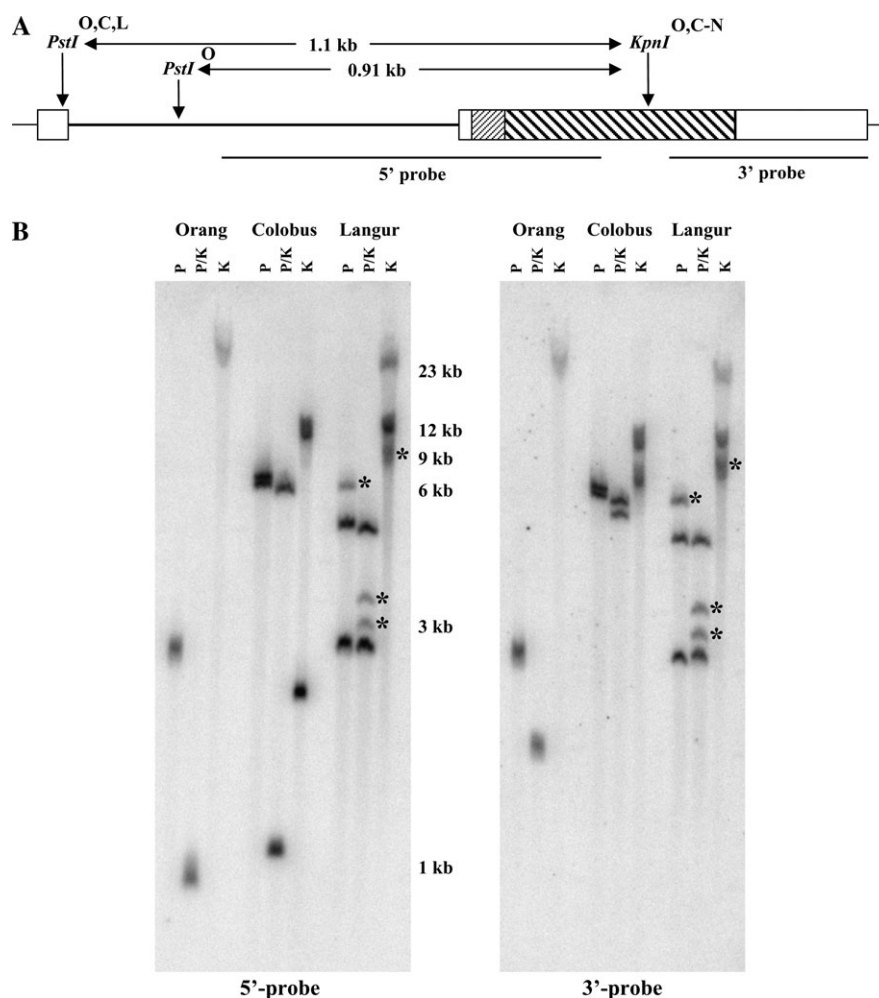 A
PstI O,C,L
1.1 kb
KpnI O,C-N
PstI O
0.91 kb
5' probe
3' probe
B
Orang Colobus Langur
P P/K K P P/K K P P/K K
Orang Colobus Langur
P P/K K P P/K K P P/K K
23 kb
12 kb
*
9 kb
*
6 kb
*
*
3 kb
1 kb
*
*
*
*
5'-probe
3'-probe